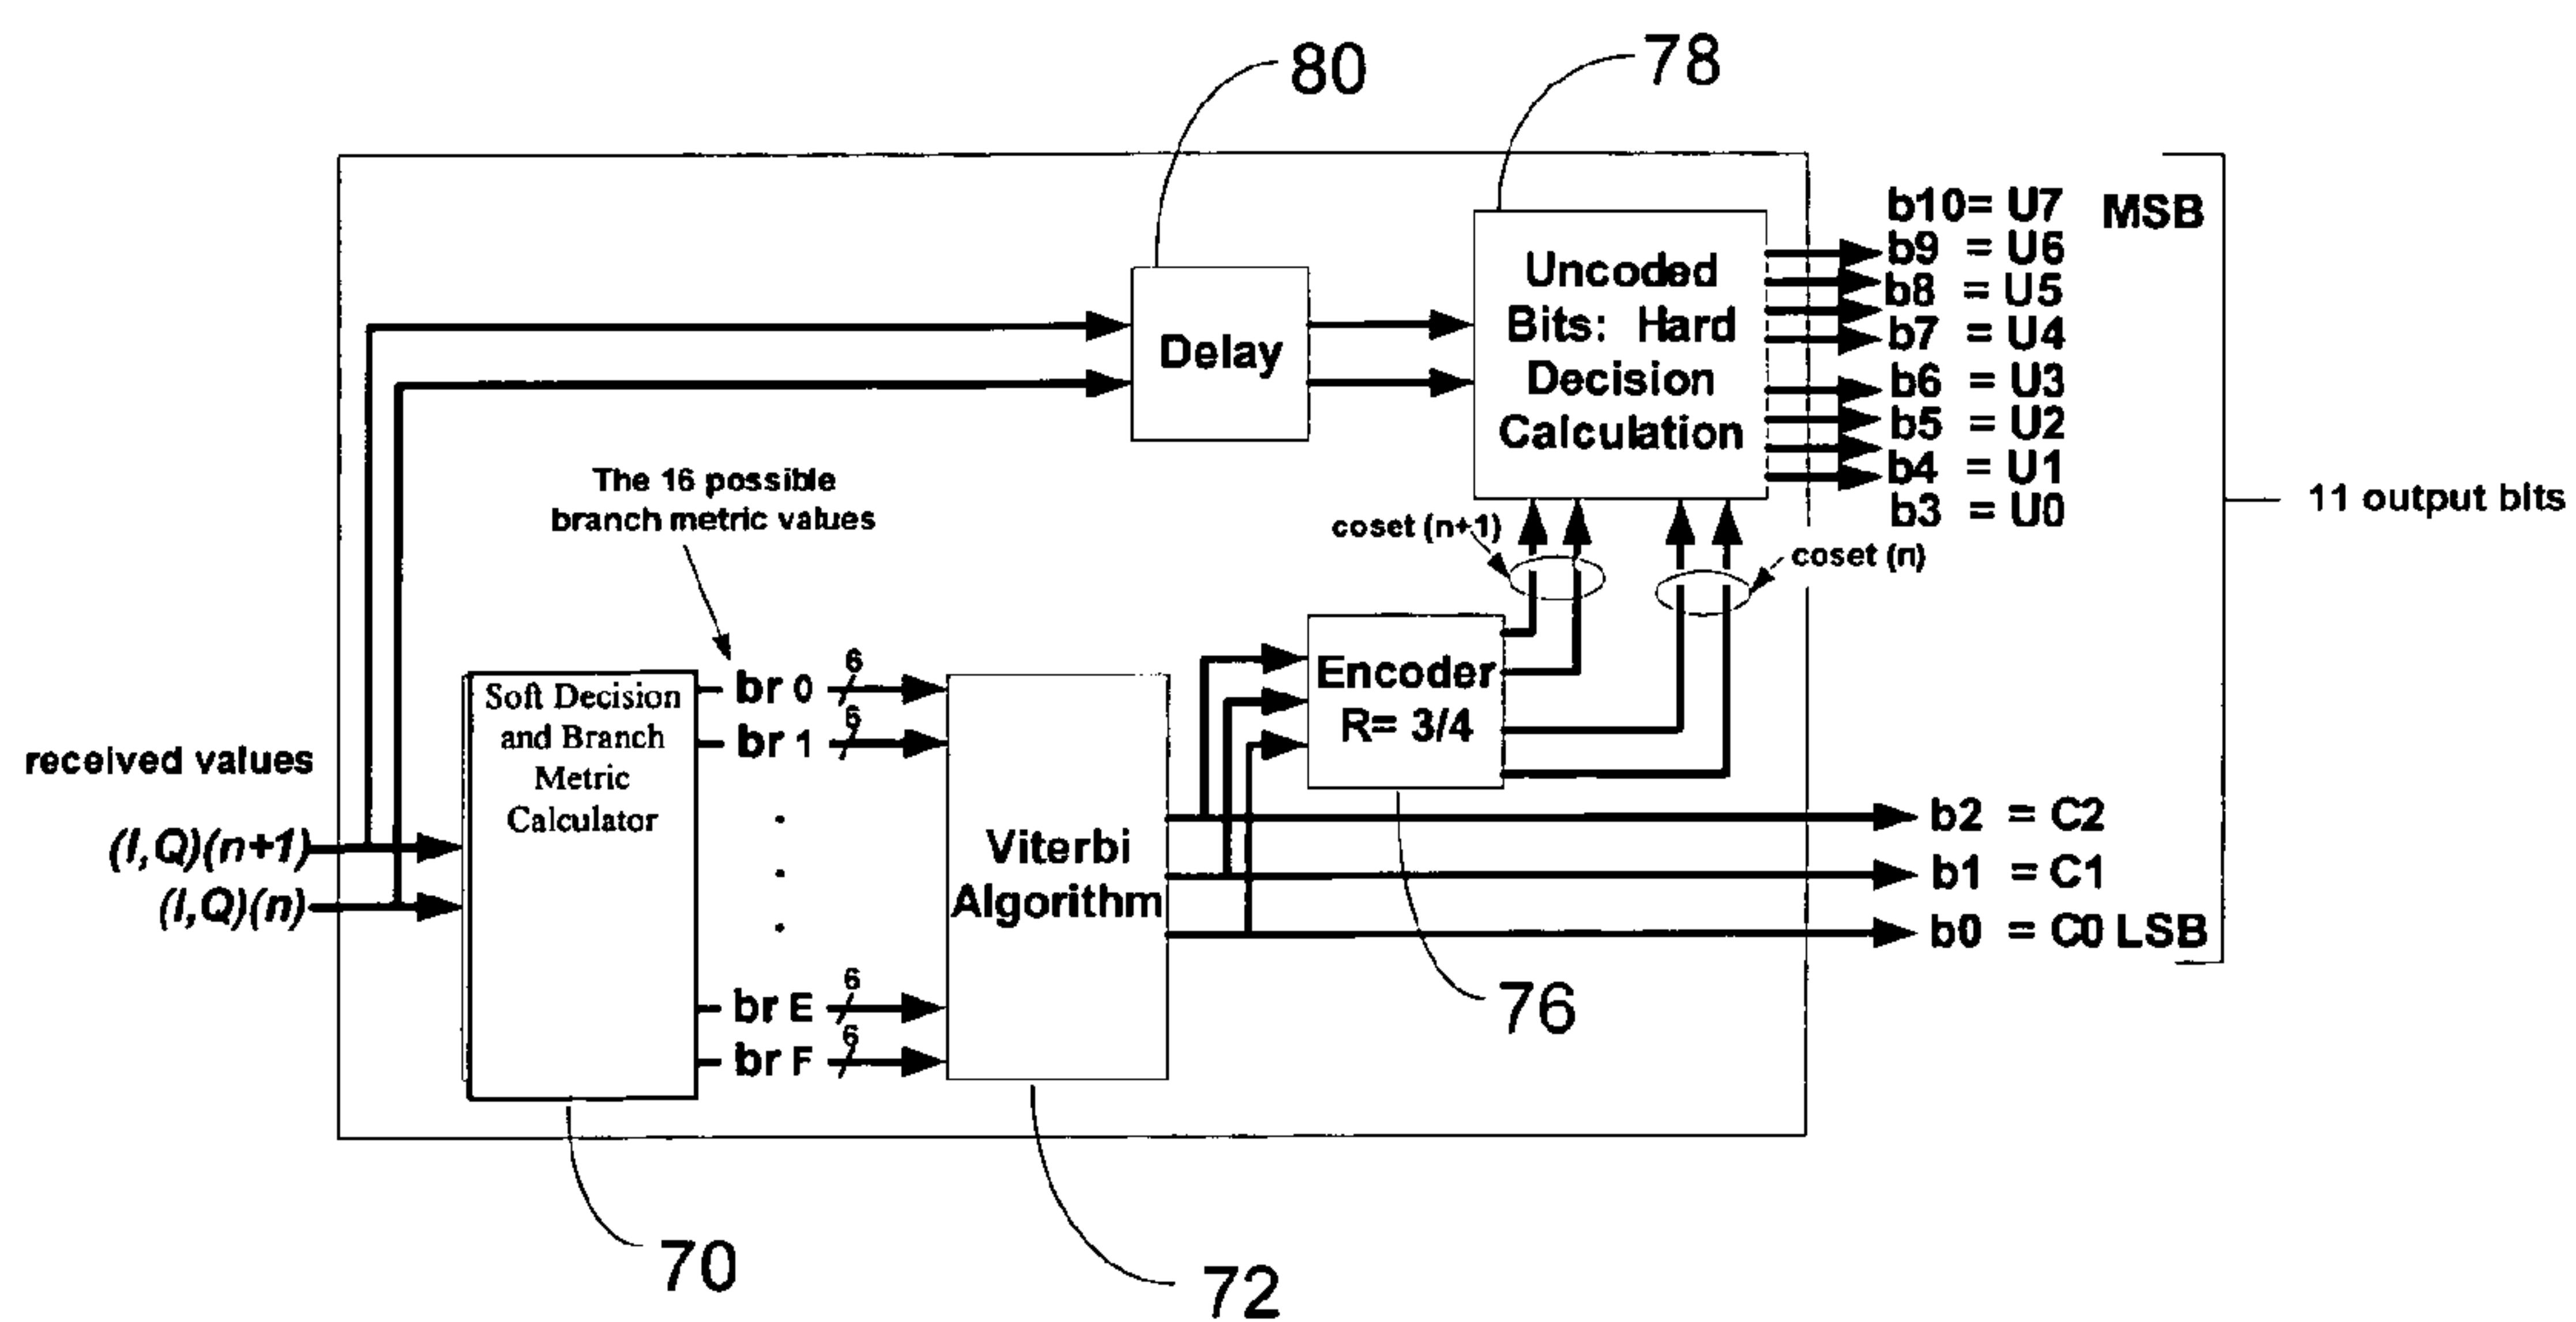 80
78
b10= U7 MSB
b9 = U6
b8 = U5
b7 = U4
b6 = U3
b5 = U2
b4 = U1
b3 = U0
11 output bits
Uncoded
Bits: Hard
Decision
Calculation
Delay
The 16 possible
branch metric values
coset (n+1)
coset (n)
Encoder
R= 3/4
br 0 6
br 1 6
.
.
.
br E 6
br F 6
Soft Decision
and Branch
Metric
Calculator
received values
(I,Q)(n+1)
(I,Q)(n)
Viterbi
Algorithm
b2 = C2
b1 = C1
b0 = C0 LSB
76
70
72